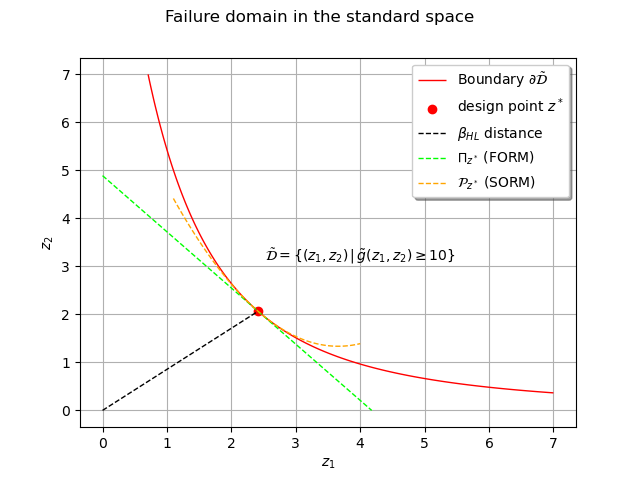 Failure domain in the standard space
7
6
5
4
3
2
1
0
z₂
Boundary ∂𝒟̃
design point z*
β_HL distance
Π_z* (FORM)
𝒫_z* (SORM)
𝒟̃ = {(z₁, z₂) | g̃(z₁, z₂) ≥ 10}
0 1 2 3 4 5 6 7
z₁